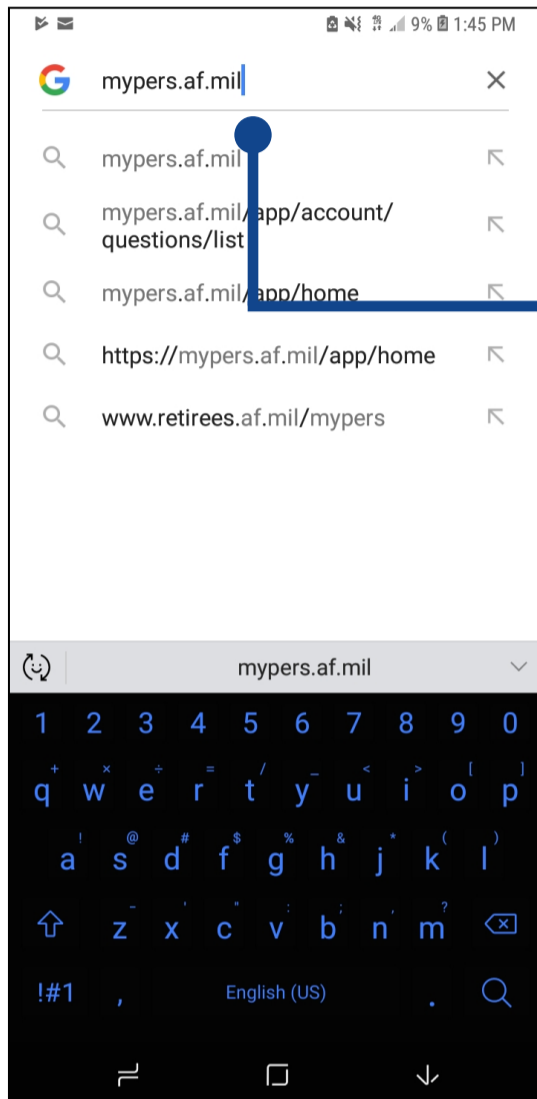 9% 1:45 PM
G mypers.af.mil
mypers.af.mil
mypers.af.mil/app/account/
questions/list
mypers.af.mil/app/home
https://mypers.af.mil/app/home
www.retirees.af.mil/mypers
mypers.af.mil
1 2 3 4 5 6 7 8 9 0
+ × ÷ = / _ < > [ ]
q w e r t y u i o p
! @ # $ % & * ( )
a s d f g h j k l
- ' " : ; , ?
z x c v b n m
!#1 , English (US) .